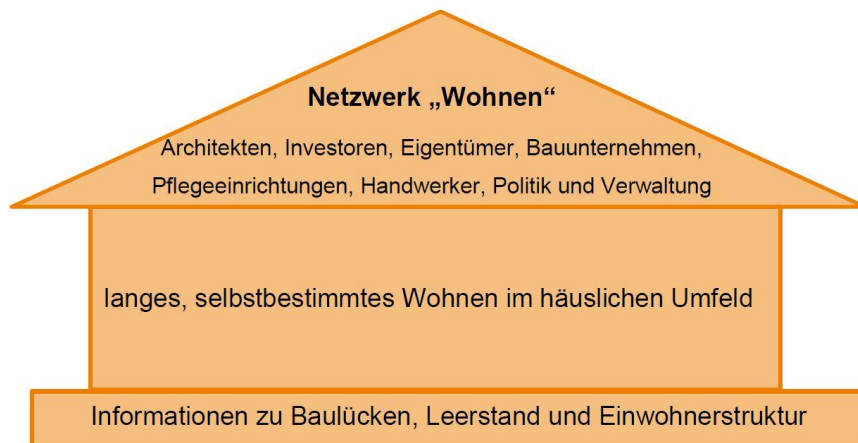 Netzwerk „Wohnen“
Architekten, Investoren, Eigentümer, Bauunternehmen,
Pflegeeinrichtungen, Handwerker, Politik und Verwaltung
langes, selbstbestimmtes Wohnen im häuslichen Umfeld
Informationen zu Baulücken, Leerstand und Einwohnerstruktur